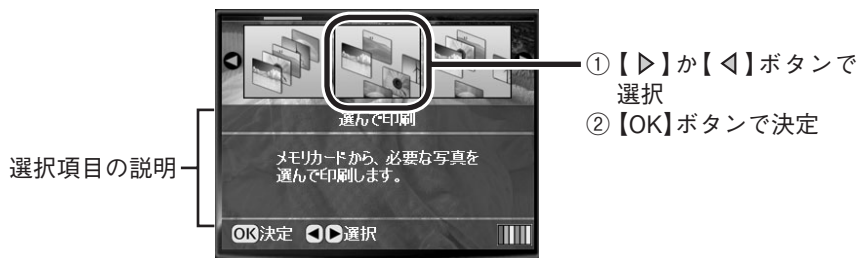 ①【▷】か【◁】ボタンで
選択
②【OK】ボタンで決定
選択項目の説明
選んで印刷
メモリカードから、必要な写真を
選んで印刷します。
OK決定 ◀▶選択